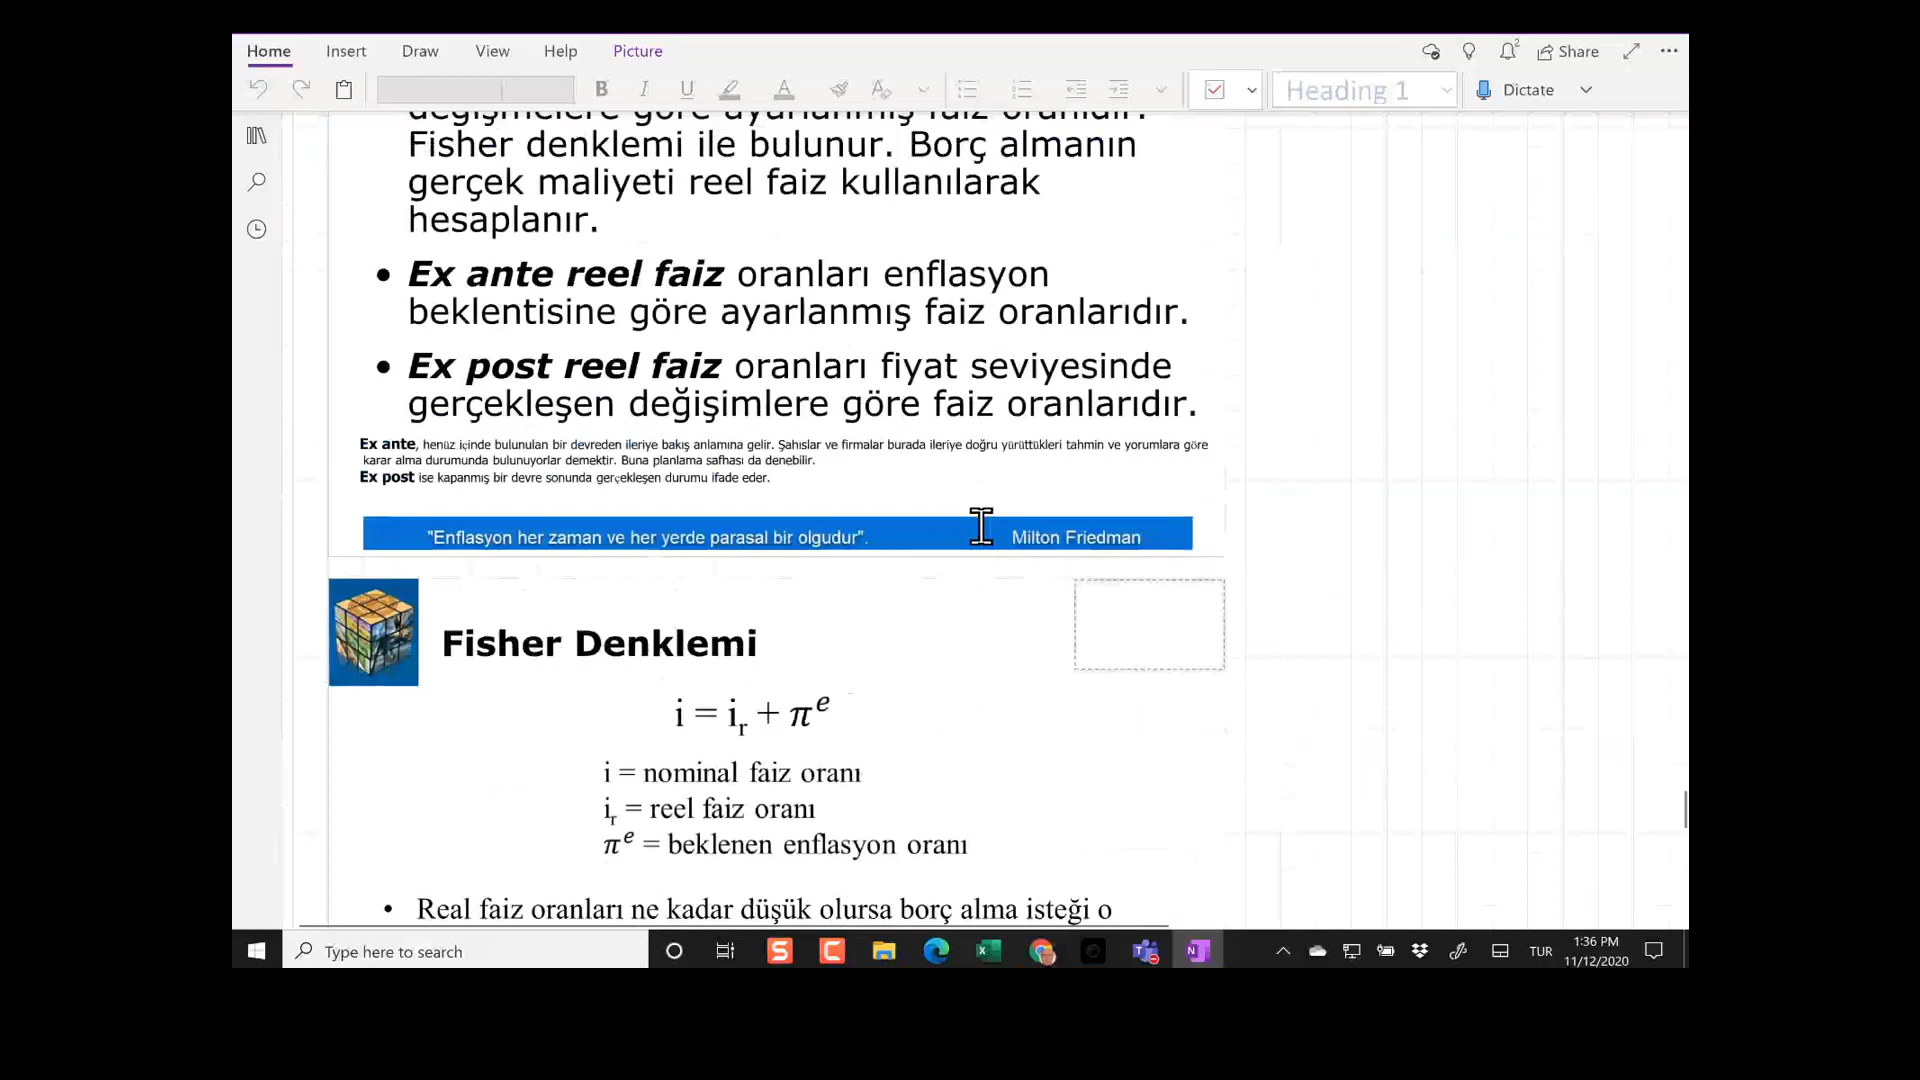 Home Insert Draw View Help Picture
2 Share
B I U A A Heading 1 Dictate
değişmelere göre ayarlanmış faiz oranıdır.
Fisher denklemi ile bulunur. Borç almanın
gerçek maliyeti reel faiz kullanılarak
hesaplanır.
• Ex ante reel faiz oranları enflasyon
beklentisine göre ayarlanmış faiz oranlarıdır.
• Ex post reel faiz oranları fiyat seviyesinde
gerçekleşen değişimlere göre faiz oranlarıdır.
Ex ante, henüz içinde bulunulan bir devreden ileriye bakış anlamına gelir. Şahıslar ve firmalar burada ileriye doğru yürüttükleri tahmin ve yorumlara göre
karar alma durumunda bulunuyorlar demektir. Buna planlama safhası da denebilir.
Ex post ise kapanmış bir devre sonunda gerçekleşen durumu ifade eder.
"Enflasyon her zaman ve her yerde parasal bir olgudur". Milton Friedman
Fisher Denklemi
i = i_r + π^e
i = nominal faiz oranı
i_r = reel faiz oranı
π^e = beklenen enflasyon oranı
• Real faiz oranları ne kadar düşük olursa borç alma isteği o
Type here to search TUR 1:36 PM
11/12/2020